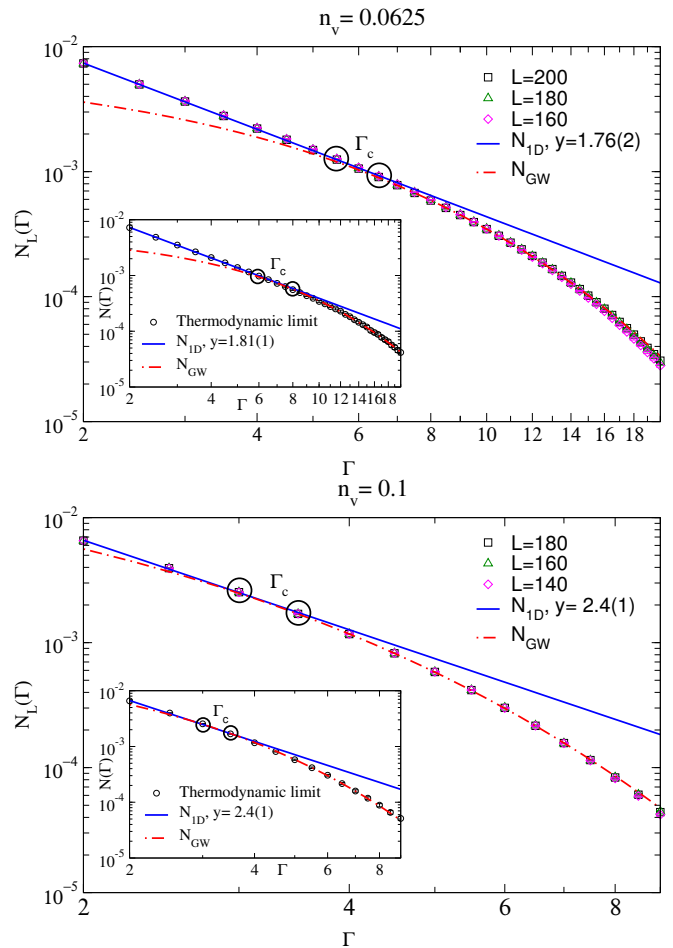 n_v = 0.0625
10^-2
10^-3
10^-4
10^-5
N_L(Γ)
L=200
L=180
L=160
N_1D, y=1.76(2)
N_GW
Γ_c
10^-2
10^-3
10^-4
10^-5
N(Γ)
Γ_c
Thermodynamic limit
N_1D, y=1.81(1)
N_GW
2 4 6 8 10 12 14 16 18
Γ
2 4 6 8 10 12 14 16 18
Γ
n_v = 0.1
10^-2
10^-3
10^-4
10^-5
N_L(Γ)
L=180
L=160
L=140
N_1D, y= 2.4(1)
N_GW
Γ_c
10^-2
10^-3
10^-4
10^-5
N(Γ)
Γ_c
Thermodynamic limit
N_1D, y= 2.4(1)
N_GW
2 4 Γ 6 8
2 4 6 8
Γ